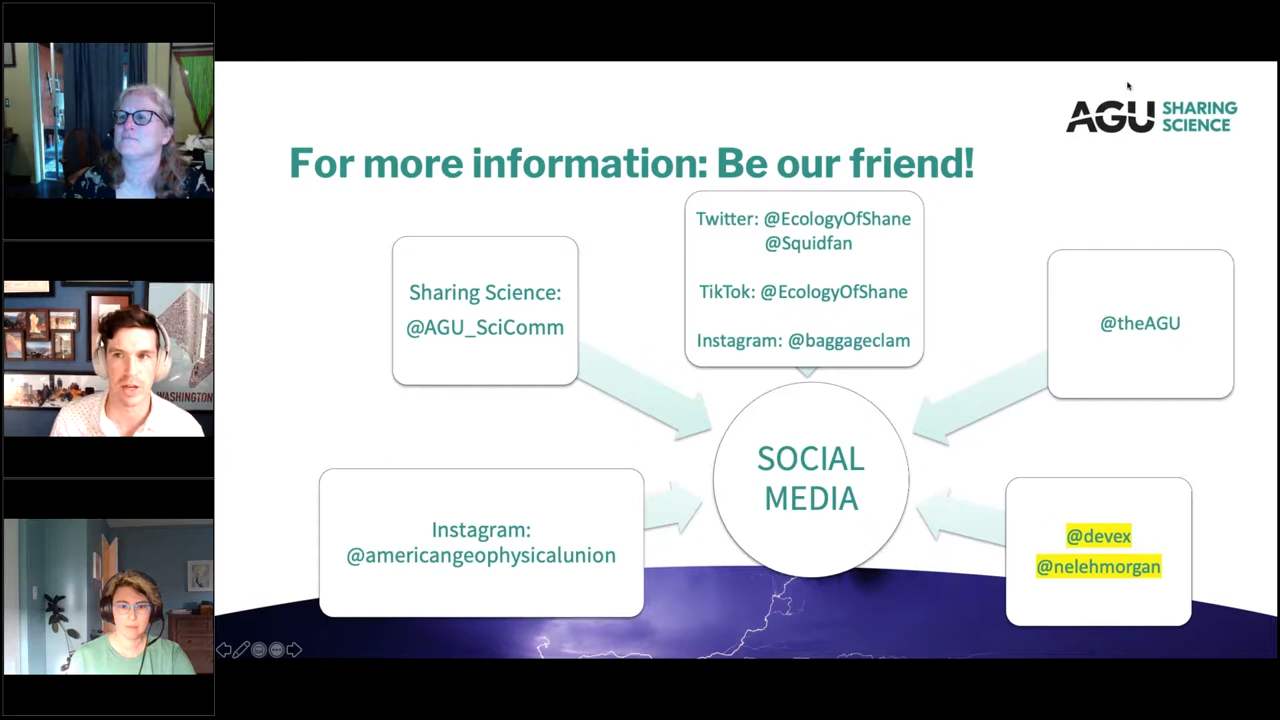 AGU SHARING
SCIENCE
For more information: Be our friend!
Twitter: @EcologyOfShane
@Squidfan
TikTok: @EcologyOfShane
Instagram: @baggageclam
Sharing Science:
@AGU_SciComm
@theAGU
SOCIAL
MEDIA
Instagram:
@americangeophysicalunion
@devex
@nelehmorgan
WASHINGTON